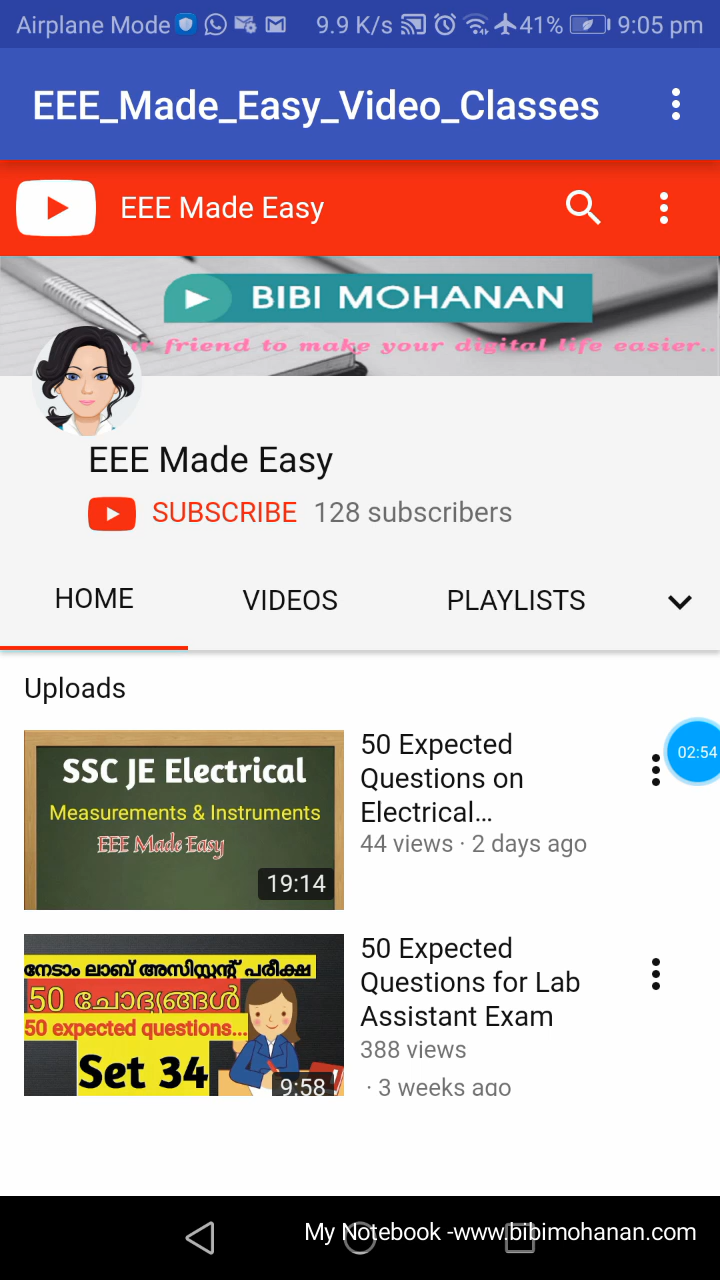 Airplane Mode 9.9 K/s 41% 9:05 pm
EEE_Made_Easy_Video_Classes
EEE Made Easy
BIBI MOHANAN
friend to make your digital life easier..
EEE Made Easy
SUBSCRIBE 128 subscribers
HOME VIDEOS PLAYLISTS
Uploads
SSC JE Electrical
Measurements & Instruments
EEE Made Easy
19:14
50 Expected
Questions on
Electrical...
44 views · 2 days ago
02:54
നേടാം ലാബ് അസിസ്റ്റന്റ് പരീക്ഷ
50 ചോദ്യങ്ങൾ
50 expected questions...
Set 34
9:58
50 Expected
Questions for Lab
Assistant Exam
388 views
· 3 weeks ago
My Notebook -www.bibimohanan.com